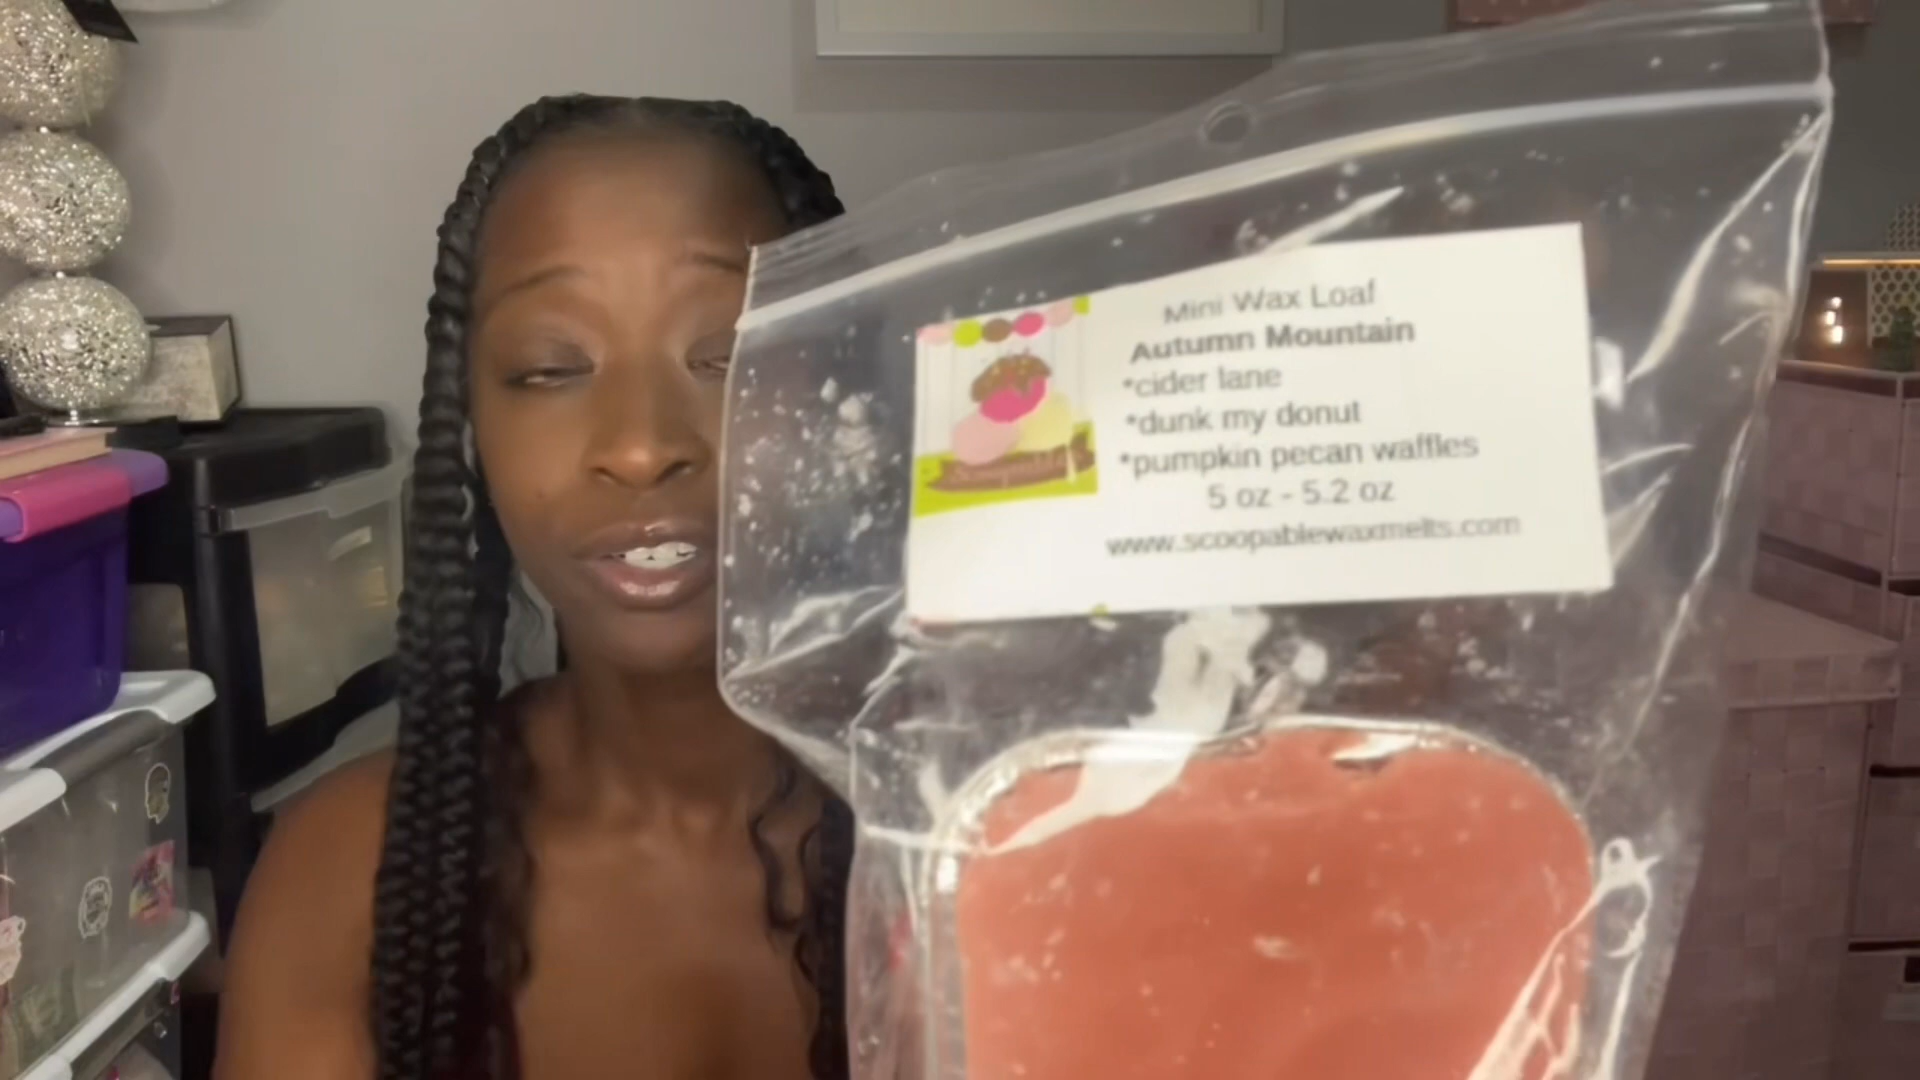 Mini Wax Loaf
Autumn Mountain
*cider lane
*dunk my donut
*pumpkin pecan waffles
5 oz - 5.2 oz
www.scoopablewaxmelts.com